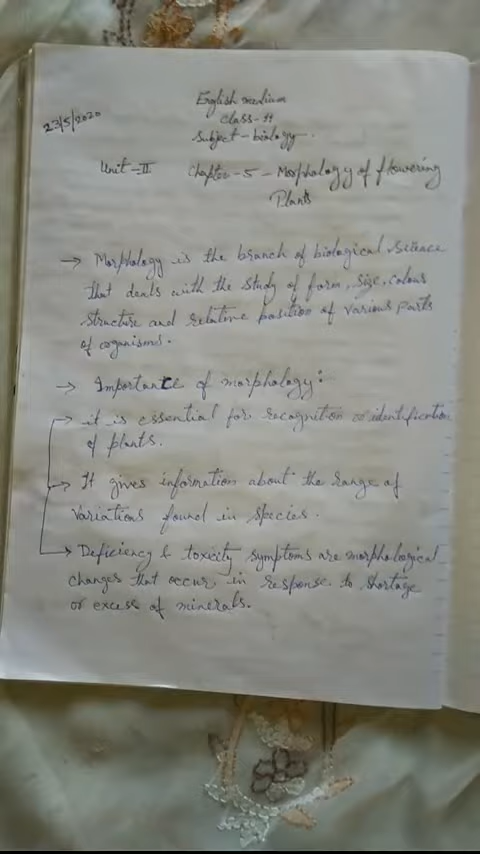 23/5/2020
English medium
Class-11
Subject-biology.
Unit-II Chapter-5-Morphology of flowering
Plants
→ Morphology is the branch of biological science
that deals with the study of form, size, colour
structure and relative position of various parts
of organisms.
→ Importance of morphology:
→ it is essential for recognition or identification
of plants.
→ It gives information about the range of
variations found in species.
→ Deficiency & toxicity symptoms are morphological
changes that occur in response to shortage
or excess of minerals.